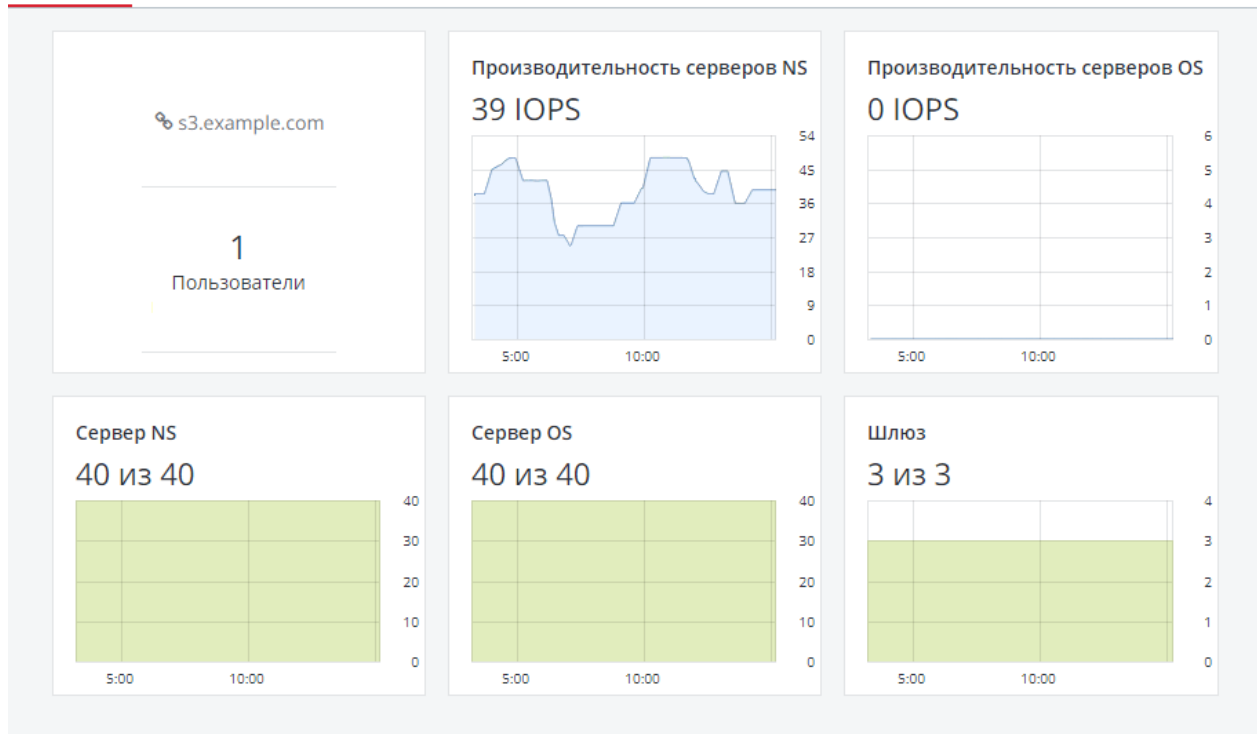 s3.example.com
1
Пользователи
Производительность серверов NS
39 IOPS
54
45
36
27
18
9
0
5:00 10:00
Производительность серверов OS
0 IOPS
6
5
4
3
2
1
0
5:00 10:00
Сервер NS
40 из 40
40
30
20
10
0
5:00 10:00
Сервер OS
40 из 40
40
30
20
10
0
5:00 10:00
Шлюз
3 из 3
4
3
2
1
0
5:00 10:00